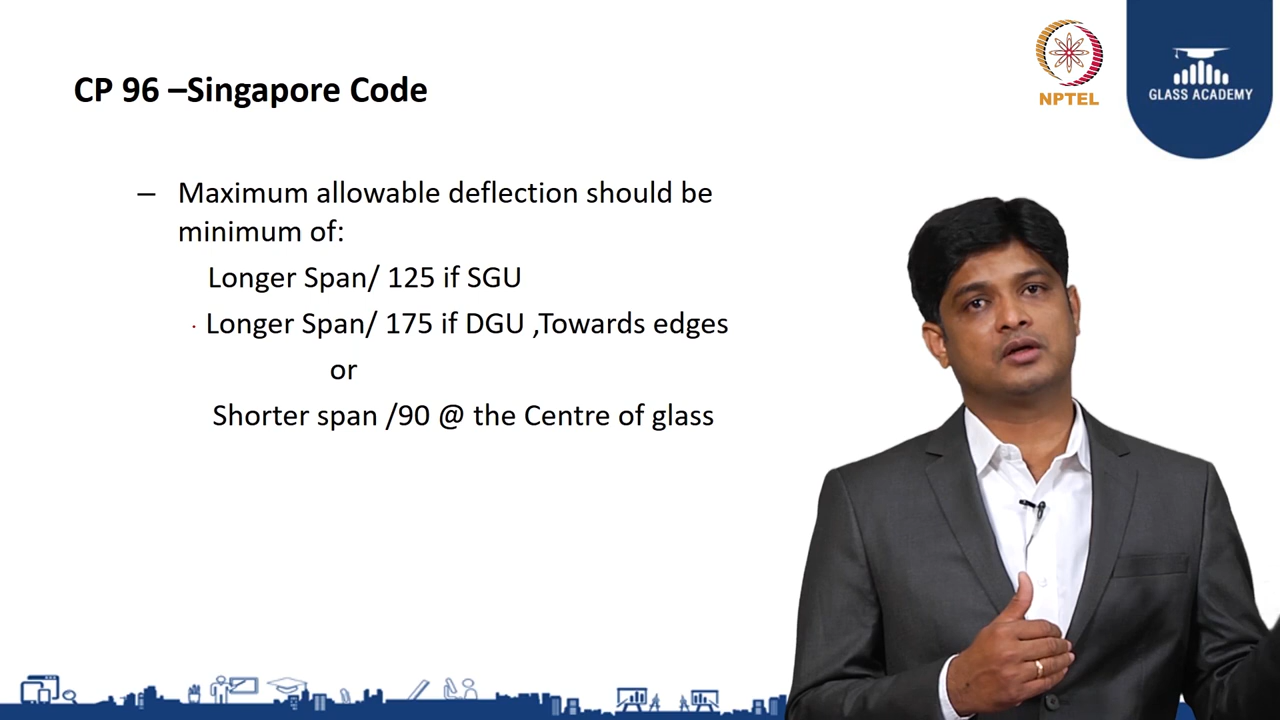 CP 96 –Singapore Code
NPTEL
GLASS ACADEMY
– Maximum allowable deflection should be
minimum of:
Longer Span/ 125 if SGU
Longer Span/ 175 if DGU ,Towards edges
or
Shorter span /90 @ the Centre of glass